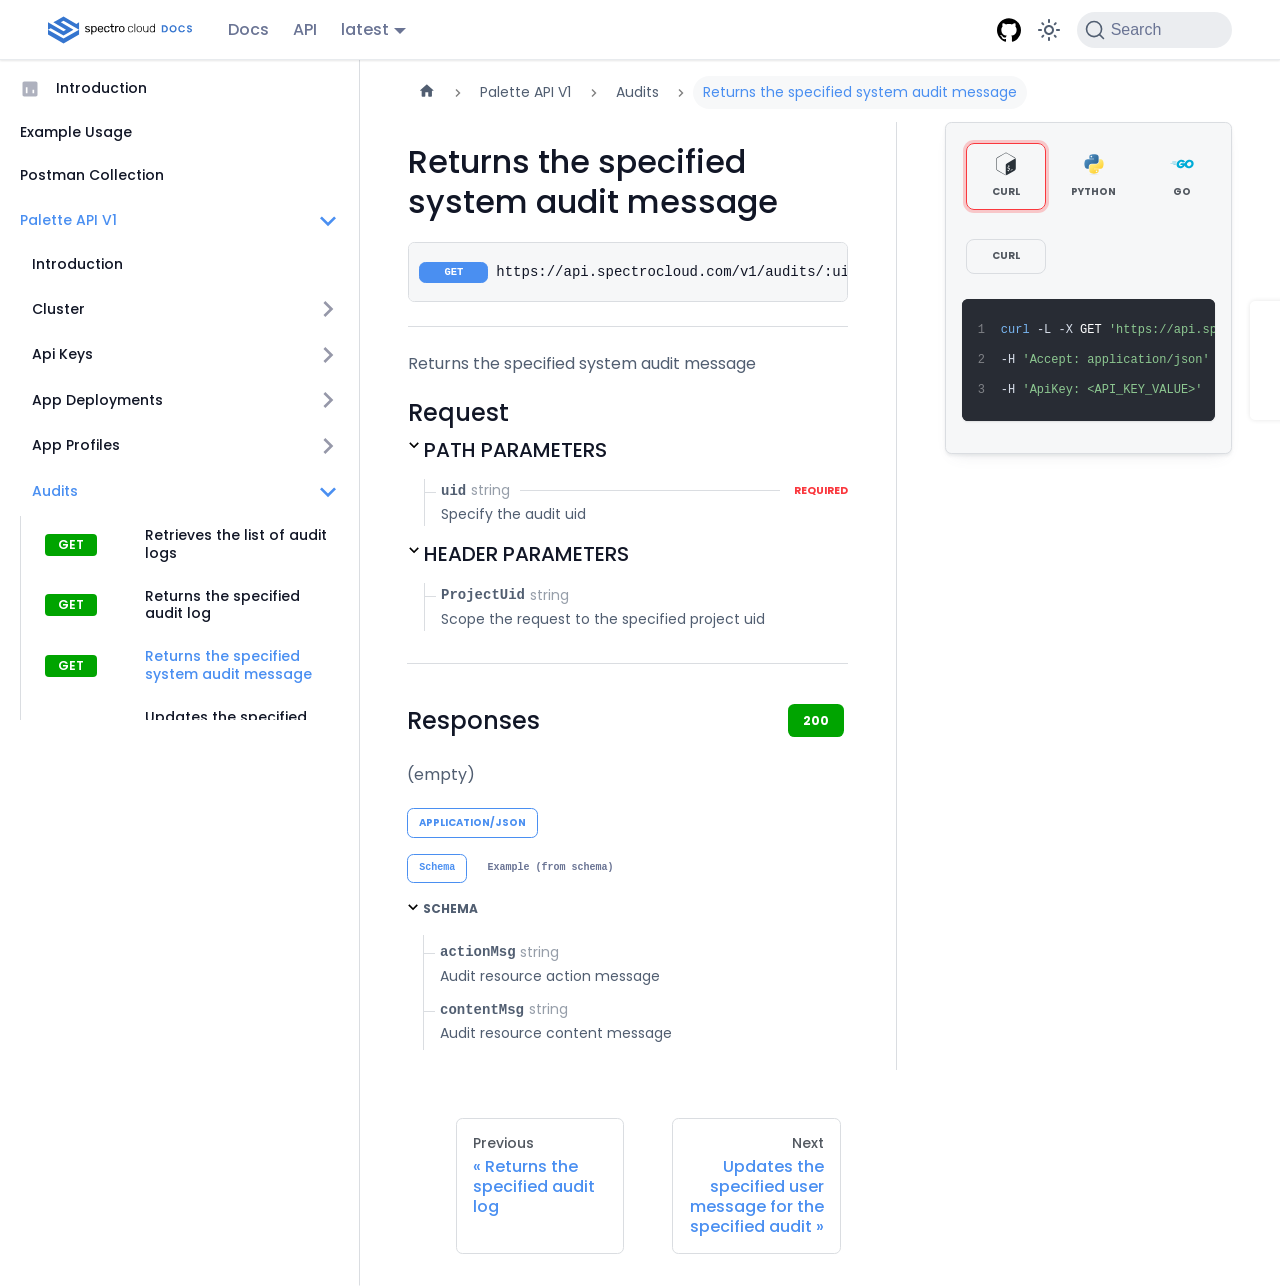 spectro cloud DOCS
Docs
API
latest
Search
Introduction
Example Usage
Postman Collection
Palette API V1
Introduction
Cluster
Api Keys
App Deployments
App Profiles
Audits
GET
Retrieves the list of audit
logs
GET
Returns the specified
audit log
GET
Returns the specified
system audit message
Updates the specified
Palette API V1
Audits
Returns the specified system audit message
Returns the specified
system audit message
GET
https://api.spectrocloud.com/v1/audits/:ui
Returns the specified system audit message
Request
PATH PARAMETERS
uid string
REQUIRED
Specify the audit uid
HEADER PARAMETERS
ProjectUid string
Scope the request to the specified project uid
Responses
200
(empty)
APPLICATION/JSON
Schema
Example (from schema)
SCHEMA
actionMsg string
Audit resource action message
contentMsg string
Audit resource content message
Previous
« Returns the
specified audit
log
Next
Updates the
specified user
message for the
specified audit »
CURL
PYTHON
GO
GO
CURL
1 curl -L -X GET 'https://api.sp
2 -H 'Accept: application/json'
3 -H 'ApiKey: <API_KEY_VALUE>'